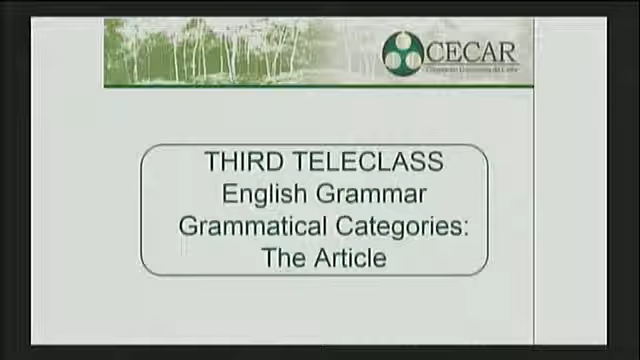 CECAR
THIRD TELECLASS
English Grammar
Grammatical Categories:
The Article